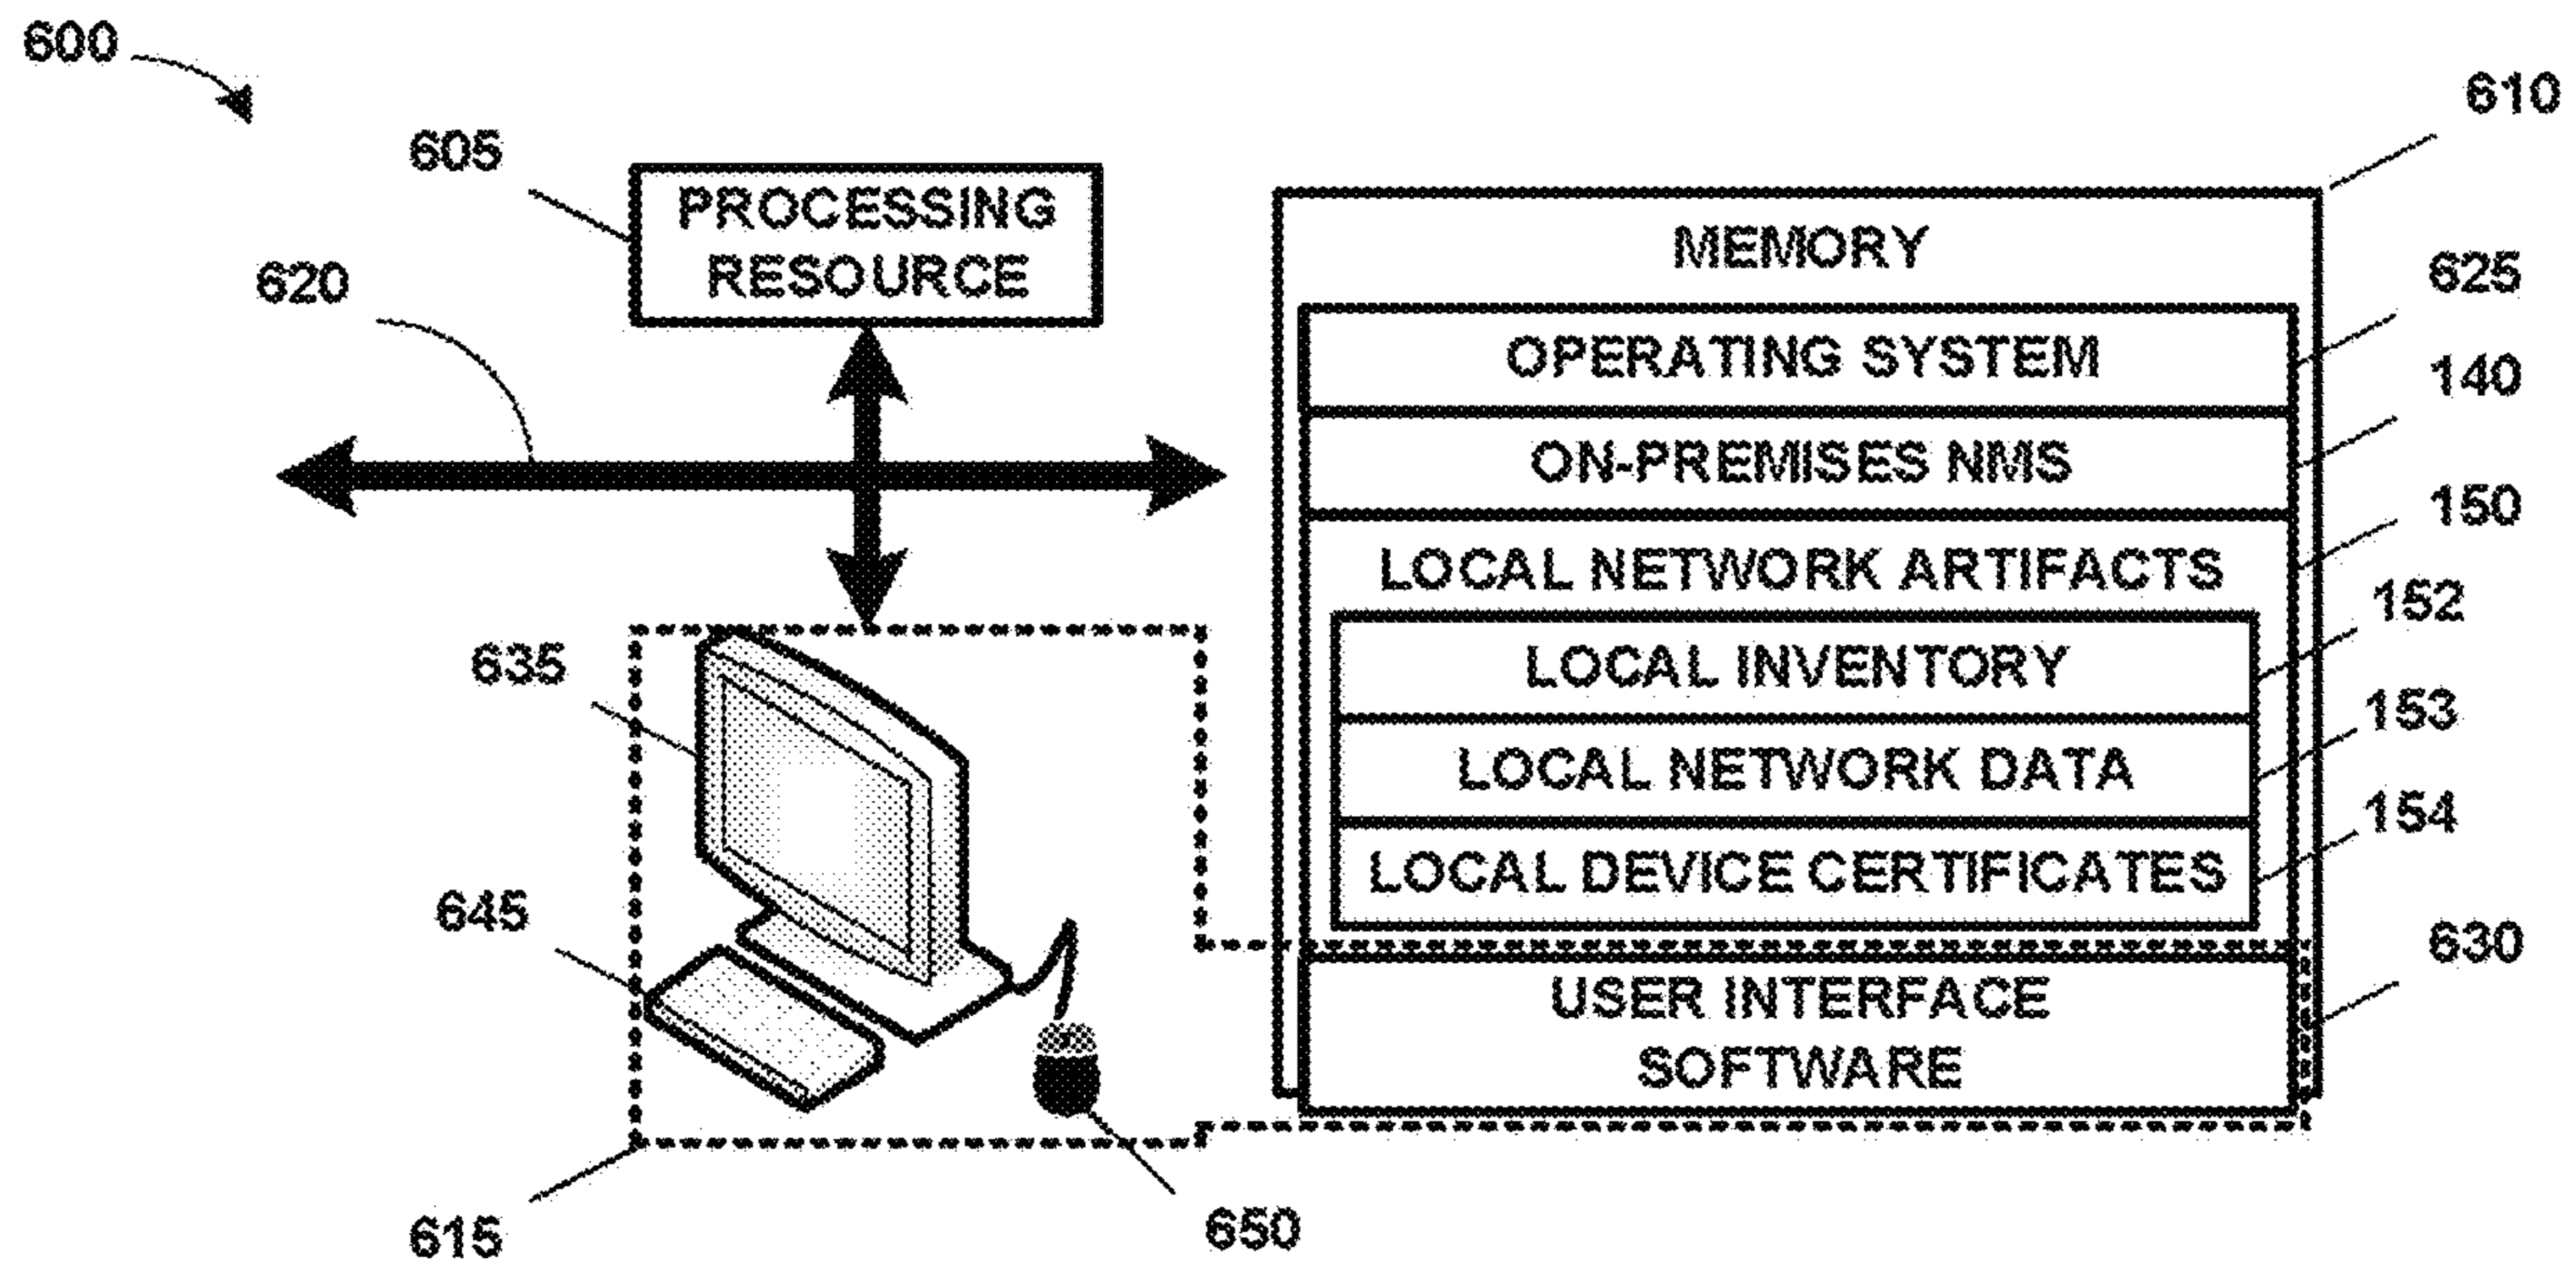 600
610
605
PROCESSING
RESOURCE
MEMORY
620
625
OPERATING SYSTEM
140
ON-PREMISES NMS
150
LOCAL NETWORK ARTIFACTS
152
635
LOCAL INVENTORY
153
LOCAL NETWORK DATA
154
LOCAL DEVICE CERTIFICATES
645
630
USER INTERFACE
SOFTWARE
615
650